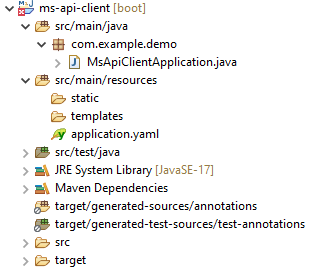 ms-api-client [boot]
src/main/java
com.example.demo
MsApiClientApplication.java
src/main/resources
static
templates
application.yaml
src/test/java
JRE System Library [JavaSE-17]
Maven Dependencies
target/generated-sources/annotations
target/generated-test-sources/test-annotations
src
target